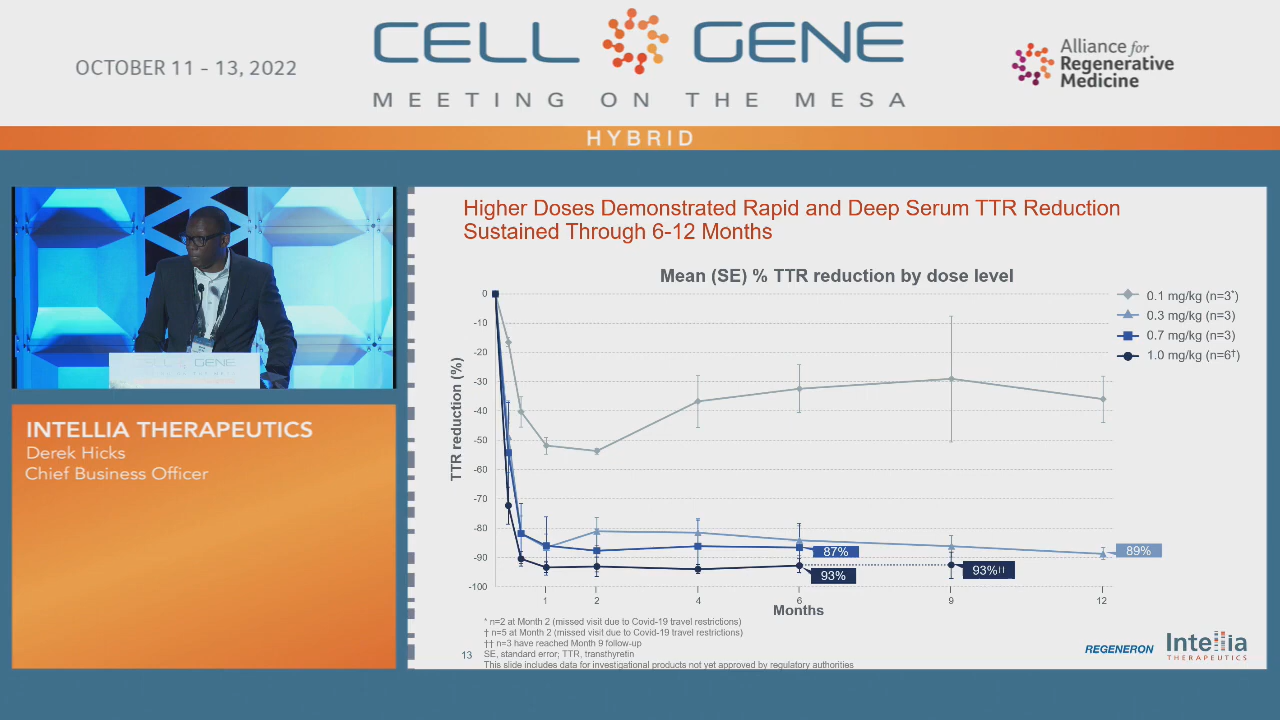 OCTOBER 11 - 13, 2022
CELL GENE
MEETING ON THE MESA
Alliance for
Regenerative
Medicine
HYBRID
CELL GENE
INTELLIA THERAPEUTICS
Derek Hicks
Chief Business Officer
Higher Doses Demonstrated Rapid and Deep Serum TTR Reduction
Sustained Through 6-12 Months
Mean (SE) % TTR reduction by dose level
0.1 mg/kg (n=3*)
0.3 mg/kg (n=3)
0.7 mg/kg (n=3)
1.0 mg/kg (n=6†)
TTR reduction (%)
0
-10
-20
-30
-40
-50
-60
-70
-80
-90
-100
87%
93%
93%††
89%
1 2 4 6 9 12
Months
* n=2 at Month 2 (missed visit due to Covid-19 travel restrictions)
† n=5 at Month 2 (missed visit due to Covid-19 travel restrictions)
†† n=3 have reached Month 9 follow-up
SE, standard error; TTR, transthyretin
This slide includes data for investigational products not yet approved by regulatory authorities
13
REGENERON
Intellia
THERAPEUTICS